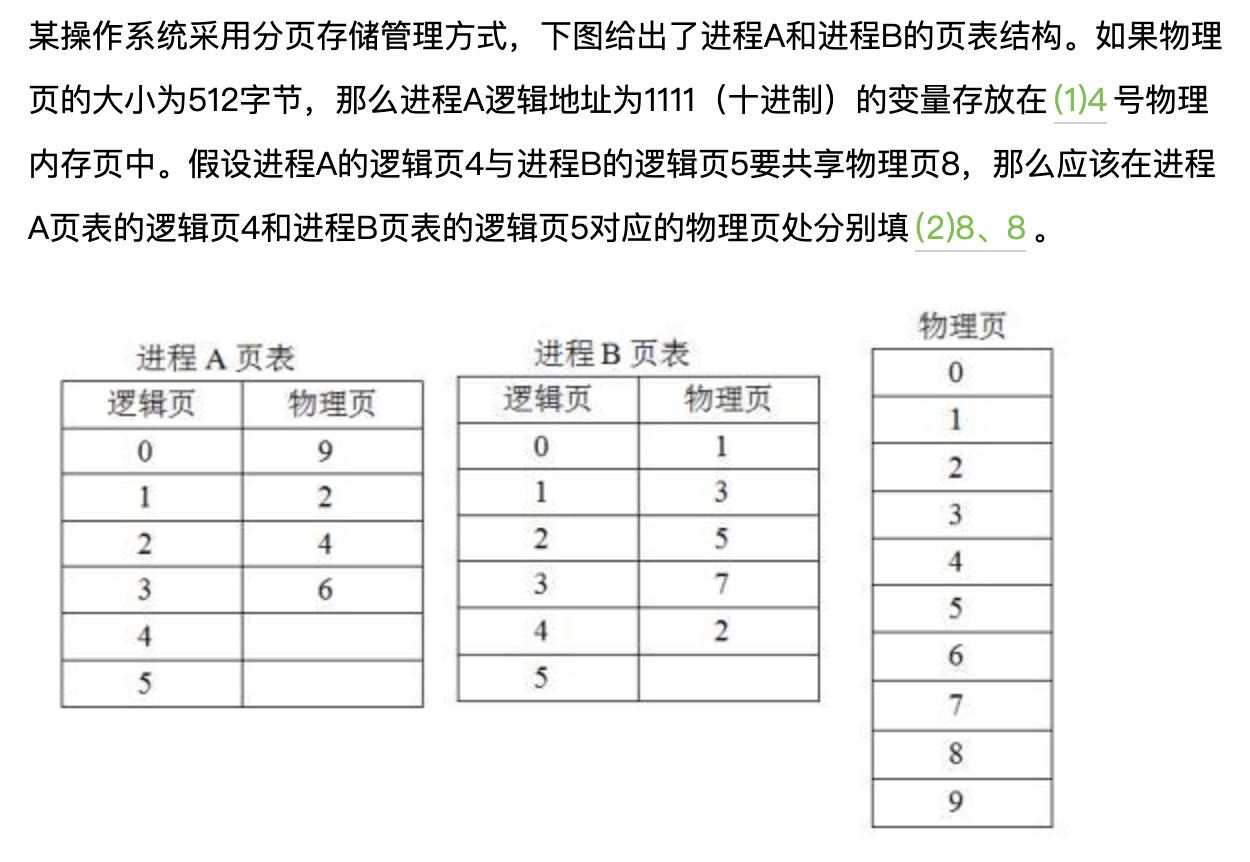 某操作系统采用分页存储管理方式，下图给出了进程A和进程B的页表结构。如果物理
页的大小为512字节，那么进程A逻辑地址为1111（十进制）的变量存放在 (1)4 号物理
内存页中。假设进程A的逻辑页4与进程B的逻辑页5要共享物理页8，那么应该在进程
A页表的逻辑页4和进程B页表的逻辑页5对应的物理页处分别填 (2)8、8 。
进程 A 页表
逻辑页 物理页
0 9
1 2
2 4
3 6
4
5
进程 B 页表
逻辑页 物理页
0 1
1 3
2 5
3 7
4 2
5
物理页
0
1
2
3
4
5
6
7
8
9